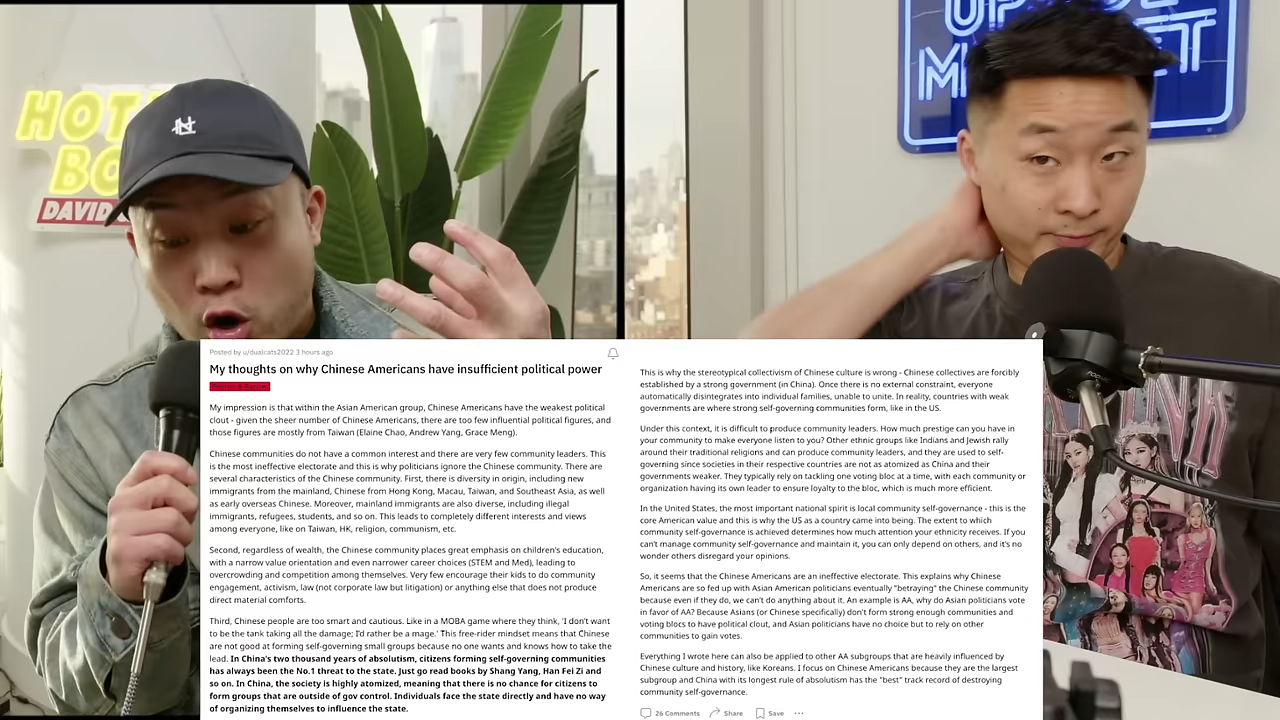 HOT
BO
DAVID
UP
M
ET
Posted by u/dualcats2022 3 hours ago
My thoughts on why Chinese Americans have insufficient political power
My impression is that within the Asian American group, Chinese Americans have the weakest political
clout - given the sheer number of Chinese Americans, there are too few influential political figures, and
those figures are mostly from Taiwan (Elaine Chao, Andrew Yang, Grace Meng).
Chinese communities do not have a common interest and there are very few community leaders. This
is the most ineffective electorate and this is why politicians ignore the Chinese community. There are
several characteristics of the Chinese community. First, there is diversity in origin, including new
immigrants from the mainland, Chinese from Hong Kong, Macau, Taiwan, and Southeast Asia, as well
as early overseas Chinese. Moreover, mainland immigrants are also diverse, including illegal
immigrants, refugees, students, and so on. This leads to completely different interests and views
among everyone, like on Taiwan, HK, religion, communism, etc.
Second, regardless of wealth, the Chinese community places great emphasis on children's education,
with a narrow value orientation and even narrower career choices (STEM and Med), leading to
overcrowding and competition among themselves. Very few encourage their kids to do community
engagement, activism, law (not corporate law but litigation) or anything else that does not produce
direct material comforts.
Third, Chinese people are too smart and cautious. Like in a MOBA game where they think, 'I don't want
to be the tank taking all the damage; I'd rather be a mage.' This free-rider mindset means that Chinese
are not good at forming self-governing small groups because no one wants and knows how to take the
lead. In China's two thousand years of absolutism, citizens forming self-governing communities
has always been the No.1 threat to the state. Just go read books by Shang Yang, Han Fei Zi and
so on. In China, the society is highly atomized, meaning that there is no chance for citizens to
form groups that are outside of gov control. Individuals face the state directly and have no way
of organizing themselves to influence the state.
This is why the stereotypical collectivism of Chinese culture is wrong - Chinese collectives are forcibly
established by a strong government (in China). Once there is no external constraint, everyone
automatically disintegrates into individual families, unable to unite. In reality, countries with weak
governments are where strong self-governing communities form, like in the US.
Under this context, it is difficult to produce community leaders. How much prestige can you have in
your community to make everyone listen to you? Other ethnic groups like Indians and Jewish rally
around their traditional religions and can produce community leaders, and they are used to self-
governing since societies in their respective countries are not as atomized as China and their
governments weaker. They typically rely on tackling one voting bloc at a time, with each community or
organization having its own leader to ensure loyalty to the bloc, which is much more efficient.
In the United States, the most important national spirit is local community self-governance - this is the
core American value and this is why the US as a country came into being. The extent to which
community self-governance is achieved determines how much attention your ethnicity receives. If you
can't manage community self-governance and maintain it, you can only depend on others, and it's no
wonder others disregard your opinions.
So, it seems that the Chinese Americans are an ineffective electorate. This explains why Chinese
Americans are so fed up with Asian American politicians eventually "betraying" the Chinese community
because even if they do, we can't do anything about it. An example is AA, why do Asian politicians vote
in favor of AA? Because Asians (or Chinese specifically) don't form strong enough communities and
voting blocs to have political clout, and Asian politicians have no choice but to rely on other
communities to gain votes.
Everything I wrote here can also be applied to other AA subgroups that are heavily influenced by
Chinese culture and history, like Koreans. I focus on Chinese Americans because they are the largest
subgroup and China with its longest rule of absolutism has the "best" track record of destroying
community self-governance.
26 Comments Share Save